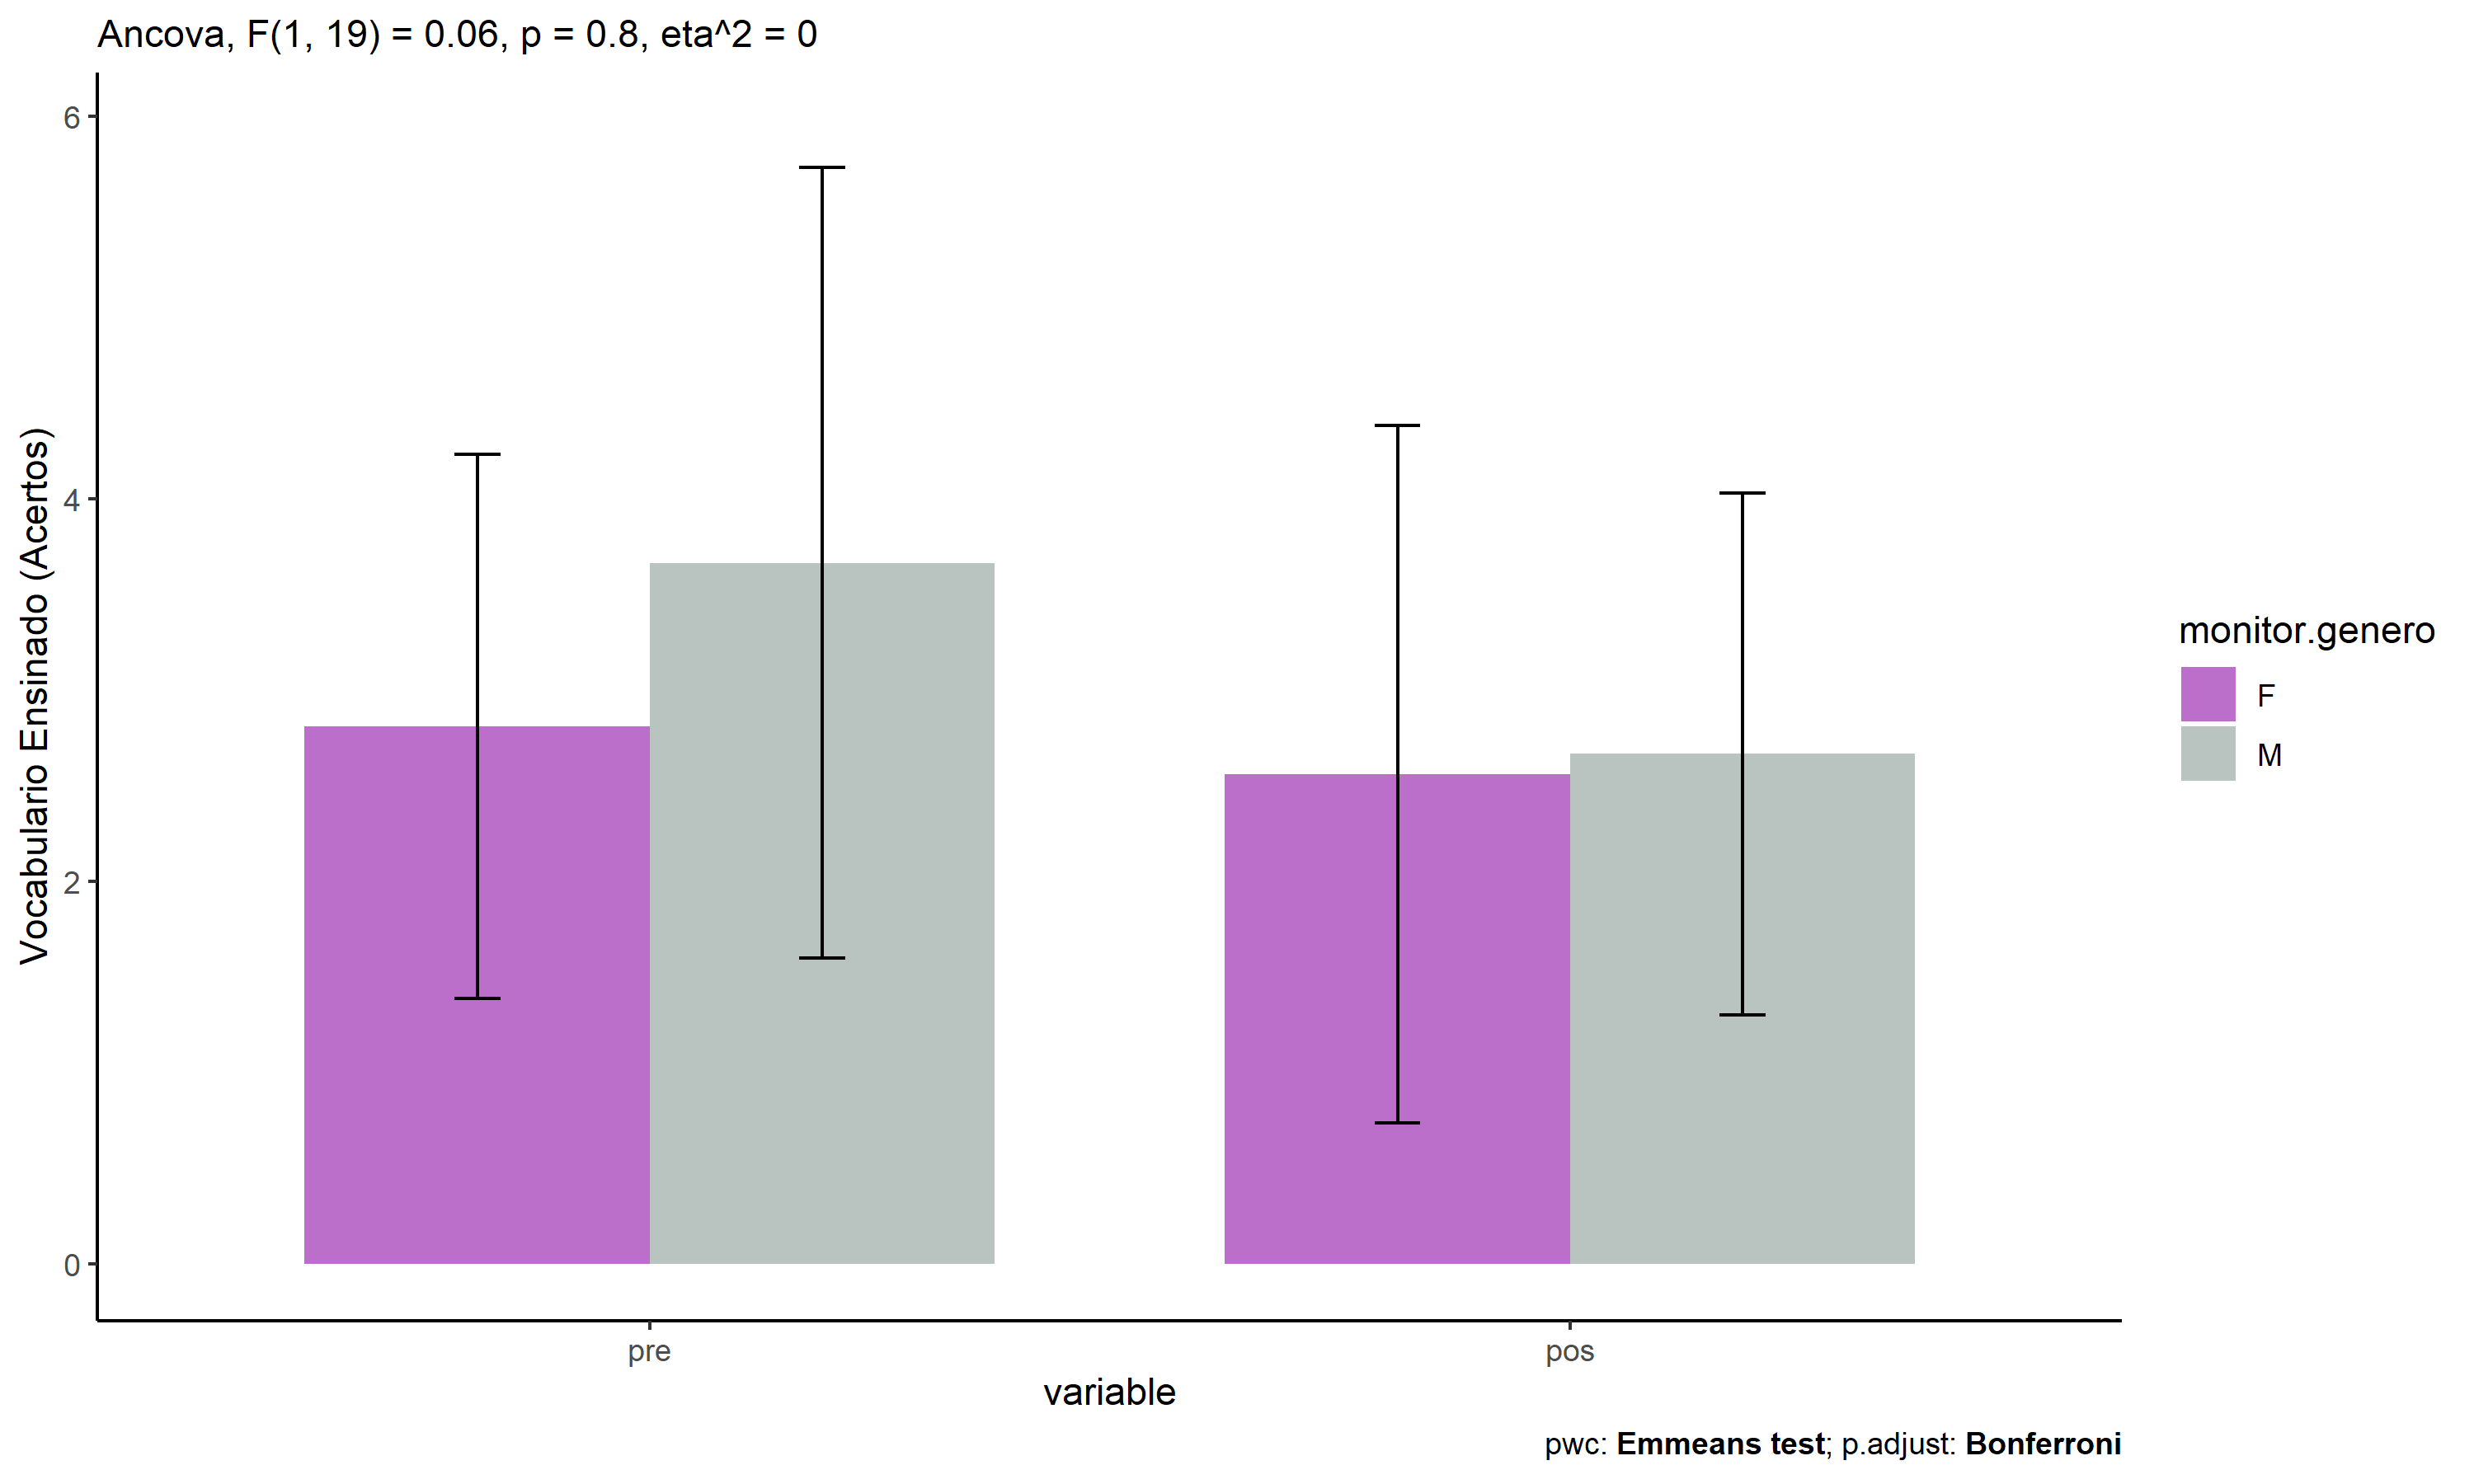 Ancova, F(1, 19) = 0.06, p = 0.8, eta^2 = 0
Vocabulario Ensinado (Acertos)
6
4
2
0
pre
pos
variable
monitor.genero
F
M
pwc: Emmeans test; p.adjust: Bonferroni